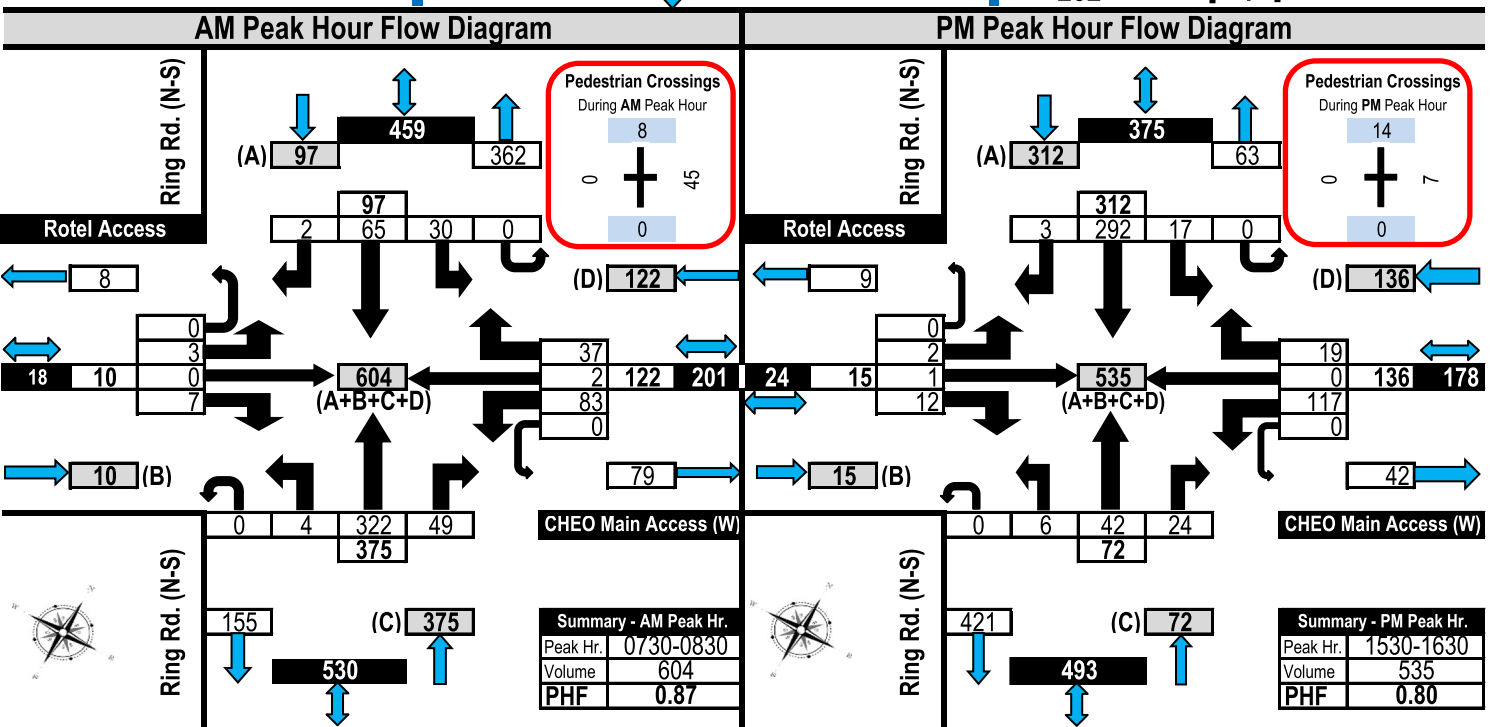 AM Peak Hour Flow Diagram
Ring Rd. (N-S)
459
(A) 97
362
Pedestrian Crossings
During AM Peak Hour
8
0
45
0
97
2 65 30 0
Rotel Access
8
(D) 122
0
3
0
7
18 10
604
(A+B+C+D)
37
2
83
0
122 201
10 (B)
79
0 4 322 49
375
CHEO Main Access (W)
Ring Rd. (N-S)
155
(C) 375
530
Summary - AM Peak Hr.
Peak Hr. 0730-0830
Volume 604
PHF 0.87
PM Peak Hour Flow Diagram
Ring Rd. (N-S)
375
(A) 312
63
Pedestrian Crossings
During PM Peak Hour
14
0
7
0
312
3 292 17 0
Rotel Access
9
(D) 136
0
2
1
12
24 15
535
(A+B+C+D)
19
0
117
0
136 178
15 (B)
42
0 6 42 24
72
CHEO Main Access (W)
Ring Rd. (N-S)
421
(C) 72
493
Summary - PM Peak Hr.
Peak Hr. 1530-1630
Volume 535
PHF 0.80